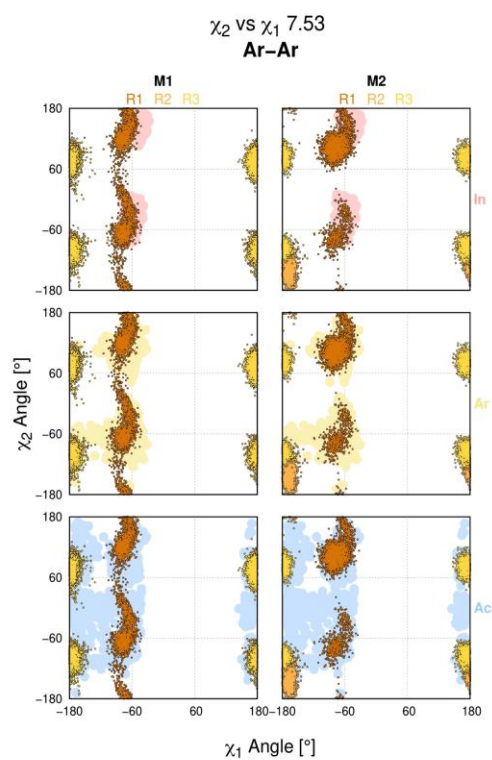 χ2 vs χ1 7.53
Ar–Ar
M1 M2
R1 R2 R3 R1 R2 R3
180
60
−60
−180
In
180
60
−60
180
Ar
180
60
−60
−180
Ac
−180 −60 60 180−180 −60 60 180
χ2 Angle [°]
χ1 Angle [°]